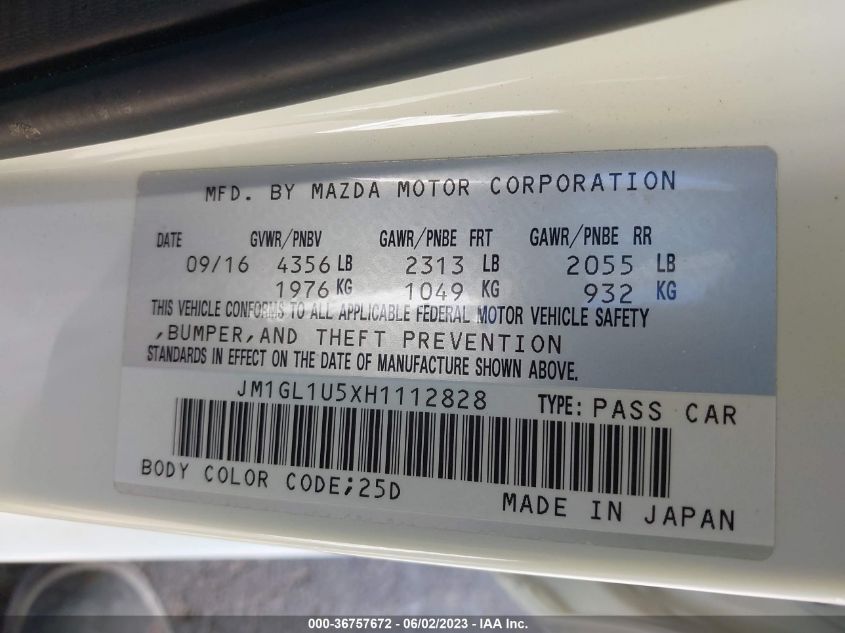 MFD. BY MAZDA MOTOR CORPORATION
DATE GVWR/PNBV GAWR/PNBE FRT GAWR/PNBE RR
09/16 4356 LB 2313 LB 2055 LB
1976 KG 1049 KG 932 KG
THIS VEHICLE CONFORMS TO ALL APPLICABLE FEDERAL MOTOR VEHICLE SAFETY
,BUMPER,AND THEFT PREVENTION
STANDARDS IN EFFECT ON THE DATE OF MANUFACTURE SHOWN ABOVE.
JM1GL1U5XH1112828 TYPE: PASS CAR
BODY COLOR CODE;25D
MADE IN JAPAN
000-36757672 - 06/02/2023 - IAA Inc.